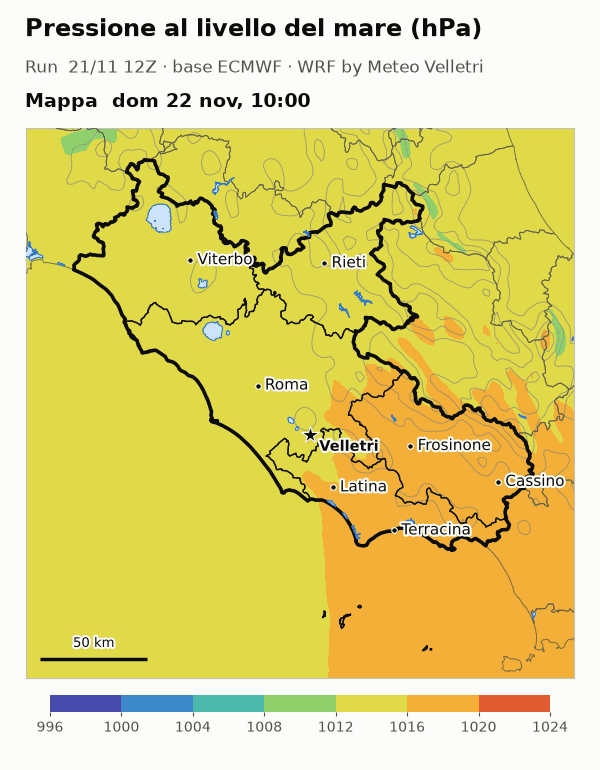 Pressione al livello del mare (hPa)
Run  21/11 12Z · base ECMWF · WRF by Meteo Velletri
Mappa  dom 22 nov, 10:00
Viterbo
Rieti
Roma
Velletri
Frosinone
Cassino
Latina
Terracina
50 km
996 1000 1004 1008 1012 1016 1020 1024